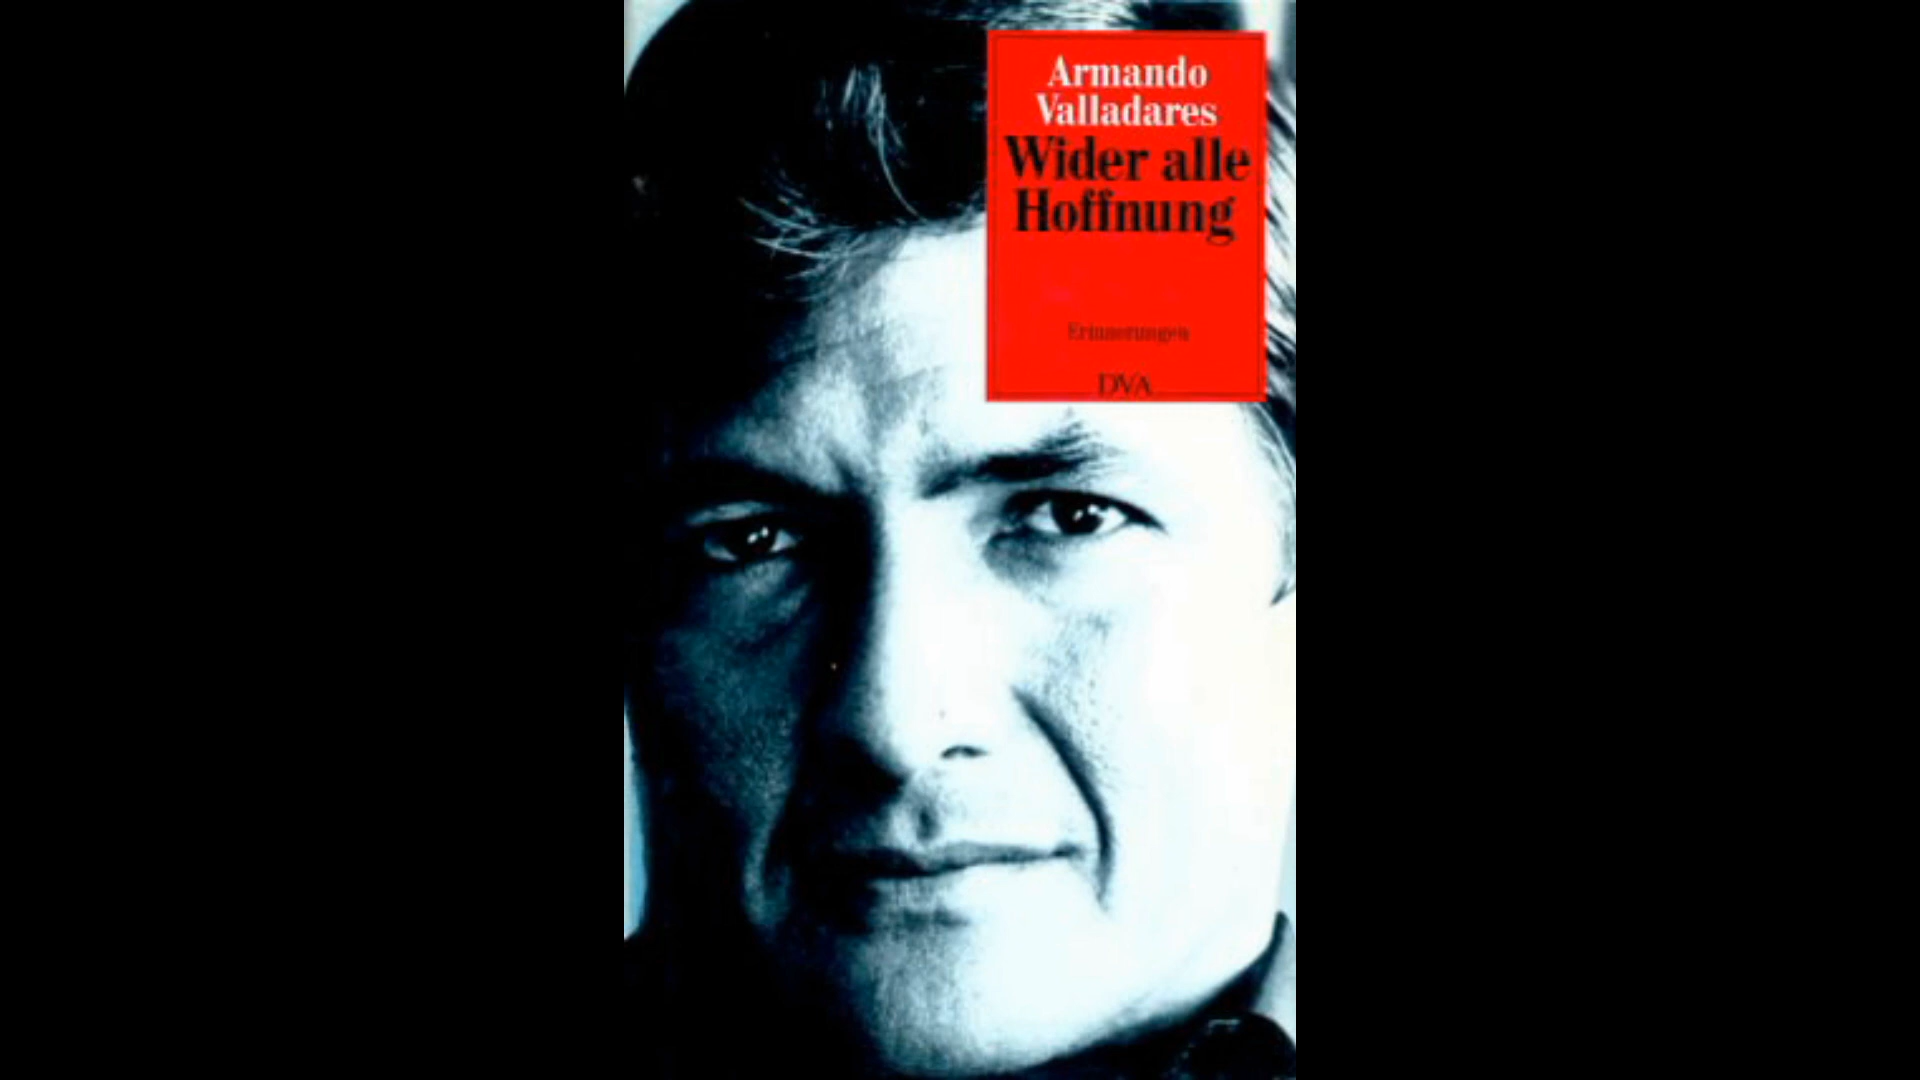 Armando
Valladares
Wider alle
Hoffnung
Erinnerungen
DVA